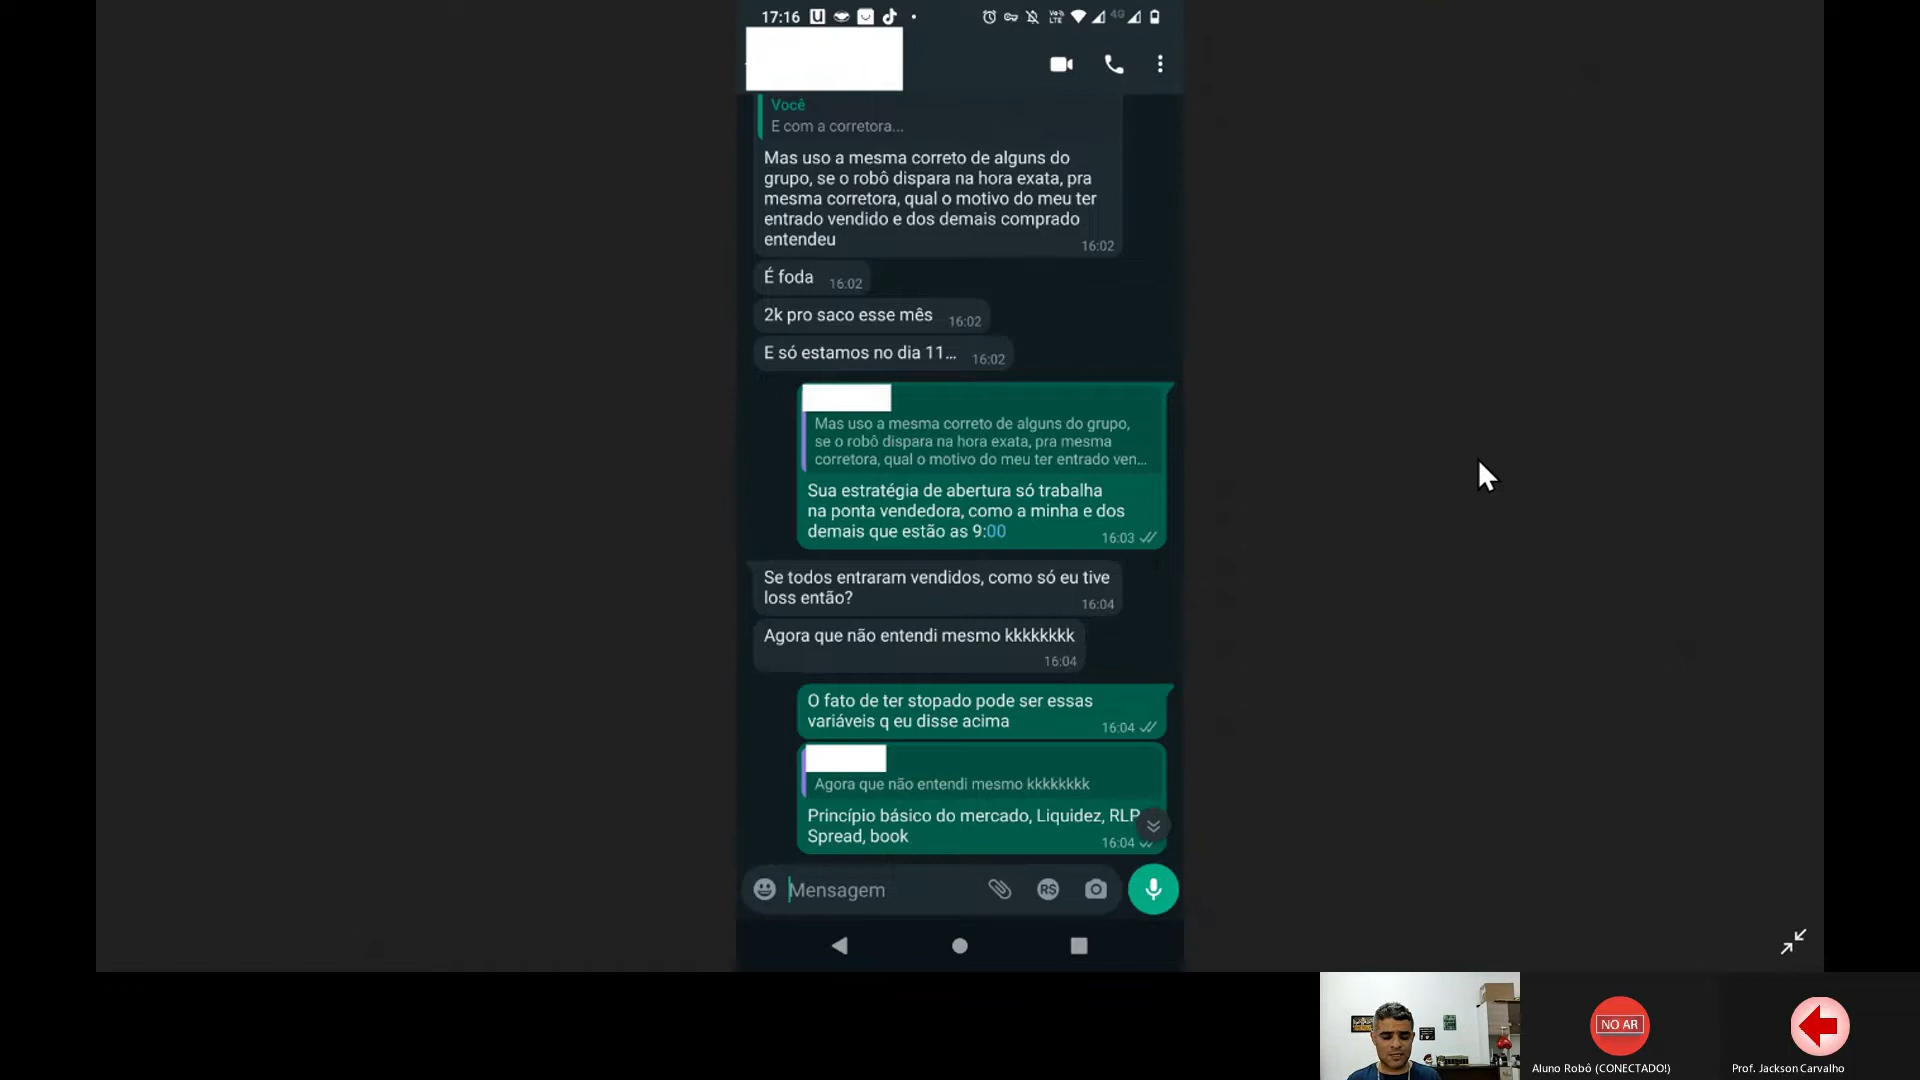 17:16
Você
E com a corretora...
Mas uso a mesma correto de alguns do
grupo, se o robô dispara na hora exata, pra
mesma corretora, qual o motivo do meu ter
entrado vendido e dos demais comprado
entendeu
16:02
É foda 16:02
2k pro saco esse mês 16:02
E só estamos no dia 11... 16:02
Mas uso a mesma correto de alguns do grupo,
se o robô dispara na hora exata, pra mesma
corretora, qual o motivo do meu ter entrado ven...
Sua estratégia de abertura só trabalha
na ponta vendedora, como a minha e dos
demais que estão as 9:00
16:03
Se todos entraram vendidos, como só eu tive
loss então?
16:04
Agora que não entendi mesmo kkkkkkkk
16:04
O fato de ter stopado pode ser essas
variáveis q eu disse acima
16:04
Agora que não entendi mesmo kkkkkkkk
Princípio básico do mercado, Liquidez, RLP
Spread, book
16:04
Mensagem
NO AR
Aluno Robô (CONECTADO!)
Prof. Jackson Carvalho